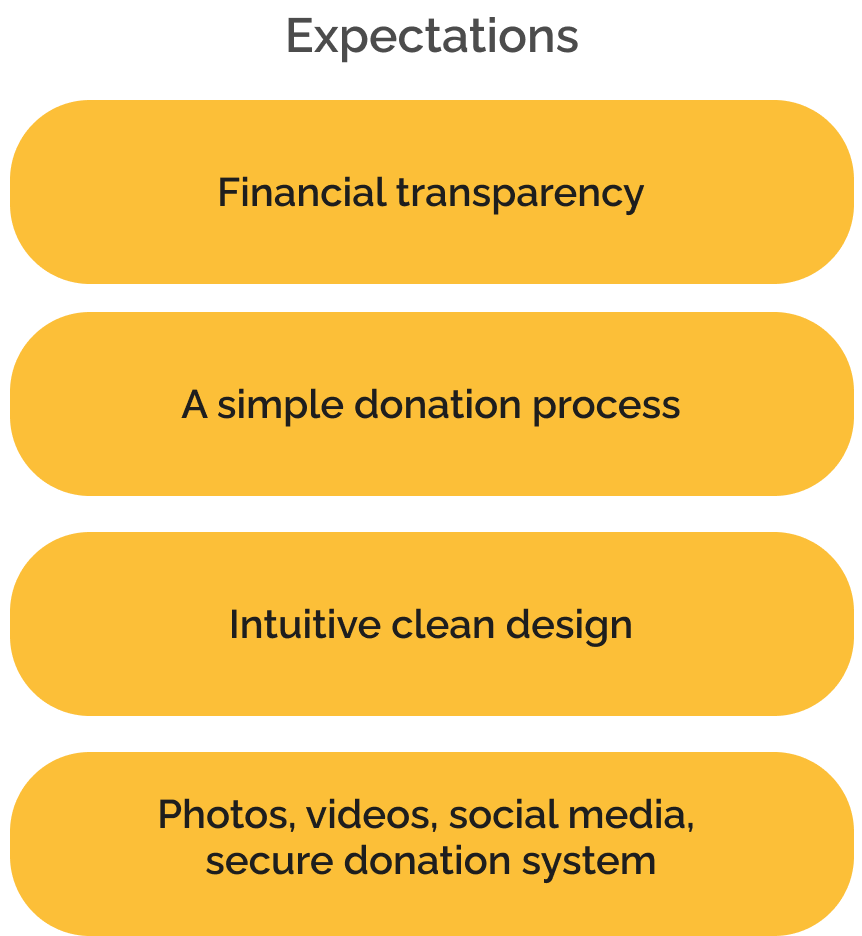 Expectations
Financial transparency
A simple donation process
Intuitive clean design
Photos, videos, social media,
secure donation system